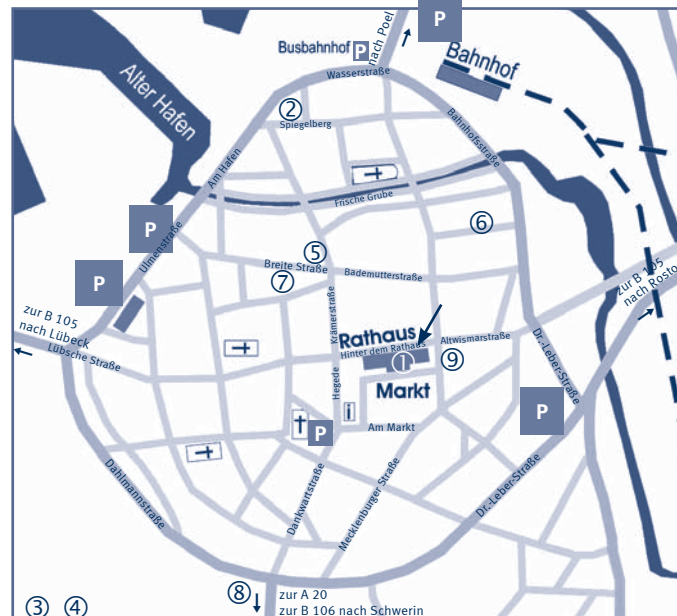 P
nach Poel
Busbahnhof P
Bahnhof
Wasserstraße
Alter Hafen
②
Spiegelberg
Bahnhofsstraße
Am Hafen
Frische Grube
P
Ulmenstraße
⑥
⑤
Breite Straße
Bademutterstraße
⑦
P
zur B 105
nach Rosto
zur B 105
nach Lübeck
Lübsche Straße
Krämerstraße
Rathaus
Hinter dem Rathaus
①
Altwismarstraße
⑨
Dr.-Leber-Straße
Hegede
Markt
i
P
P
Am Markt
Dahlmannstraße
Dankwartstraße
Mecklenburger Straße
Dr.-Leber-Straße
③ ④
⑧
zur A 20
zur B 106 nach Schwerin